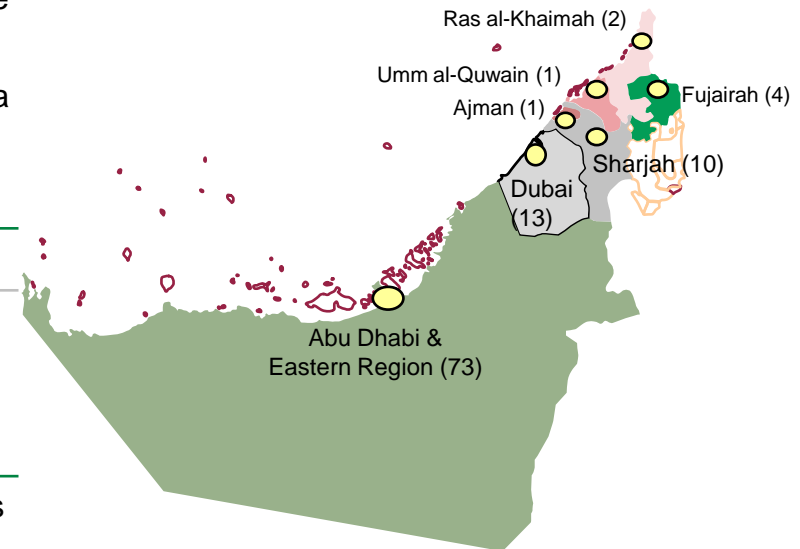 e
Ras al-Khaimah (2)
Umm al-Quwain (1)
a
Fujairah (4)
Ajman (1)
Sharjah (10)
Dubai
(13)
Abu Dhabi &
Eastern Region (73)
s